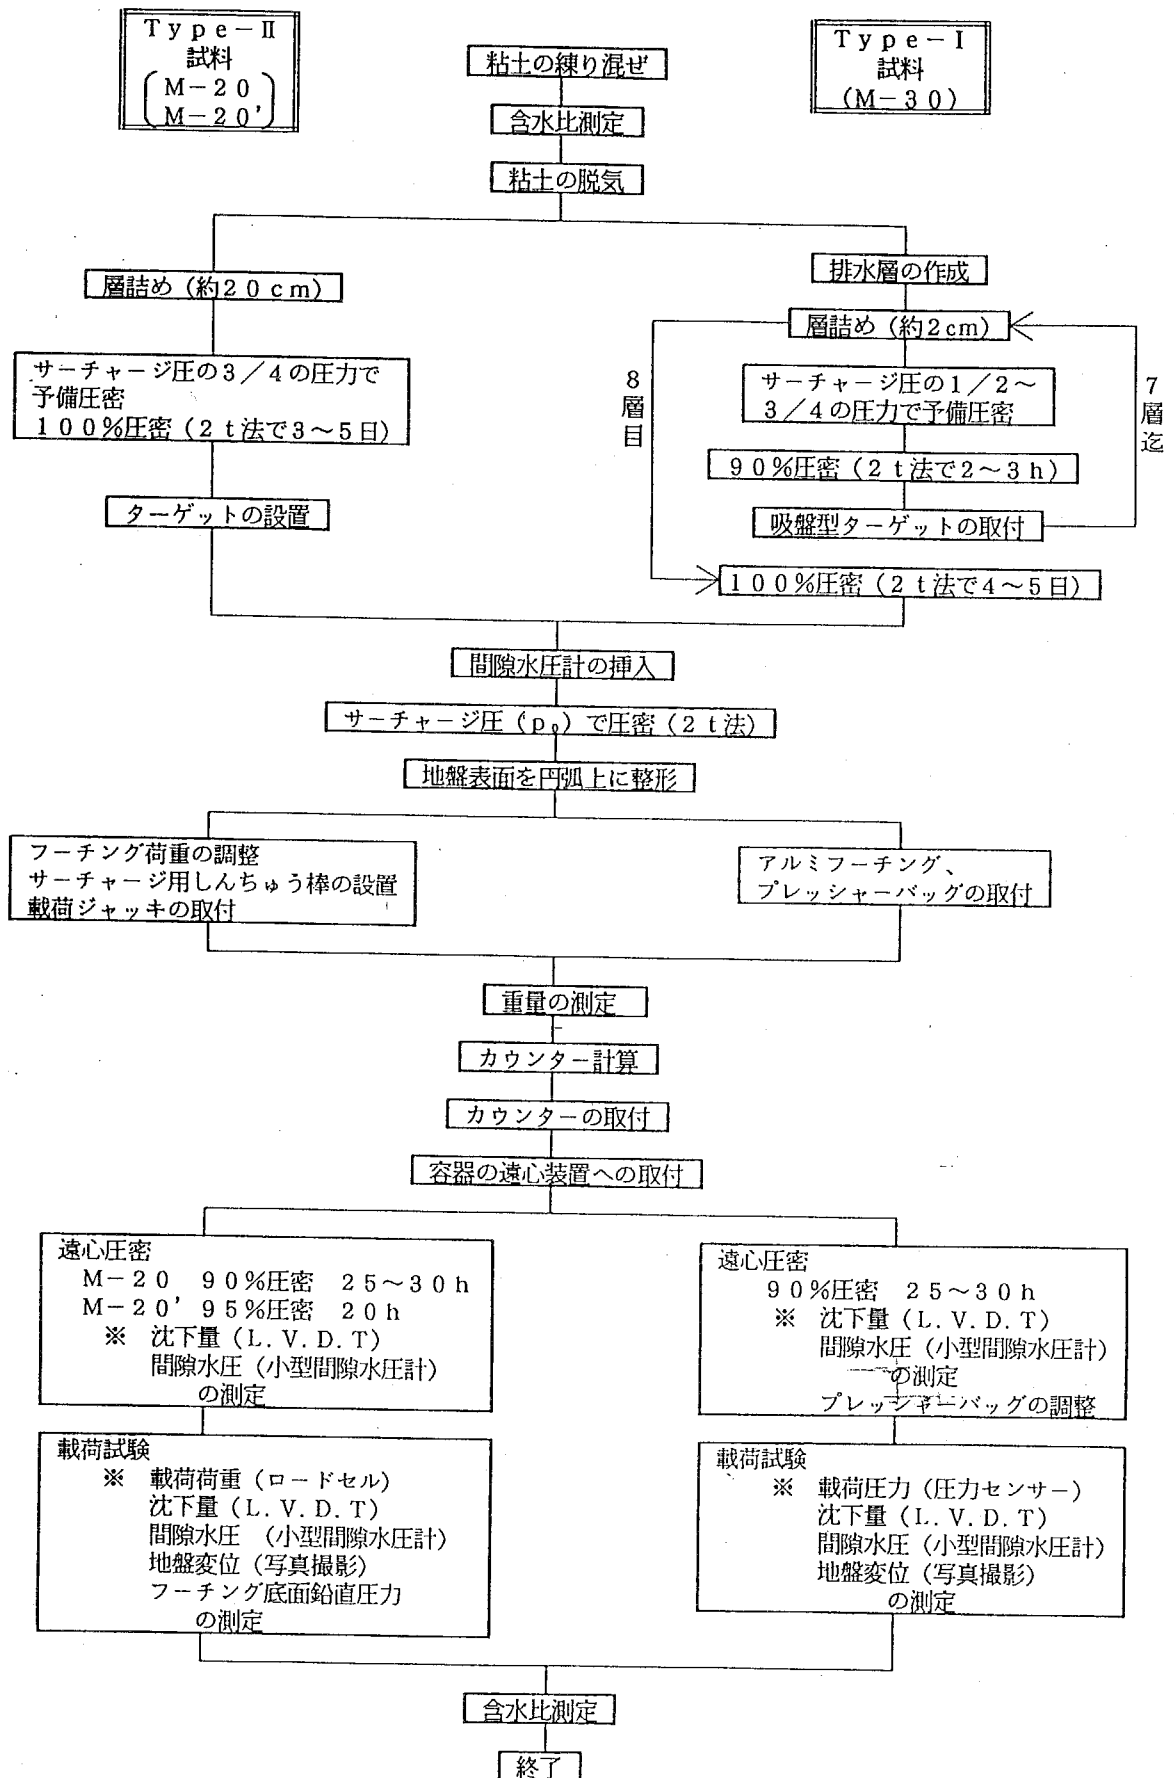 Type－Ⅱ
試料
M－20
M－20'
Type－Ⅰ
試料
(M－30)
粘土の練り混ぜ
含水比測定
粘土の脱気
層詰め（約20cm）
サーチャージ圧の3／4の圧力で
予備圧密
100％圧密（2t法で3～5日）
ターゲットの設置
排水層の作成
層詰め（約2cm）
サーチャージ圧の1／2～
3／4の圧力で予備圧密
90％圧密（2t法で2～3h）
吸盤型ターゲットの取付
8層目
7層迄
100％圧密（2t法で4～5日）
間隙水圧計の挿入
サーチャージ圧（p₀）で圧密（2t法）
地盤表面を円弧上に整形
フーチング荷重の調整
サーチャージ用しんちゅう棒の設置
載荷ジャッキの取付
アルミフーチング、
プレッシャーバッグの取付
重量の測定
カウンター計算
カウンターの取付
容器の遠心装置への取付
遠心圧密
M－20 90％圧密 25～30h
M－20' 95％圧密 20h
※ 沈下量（L.V.D.T）
間隙水圧（小型間隙水圧計）
の測定
遠心圧密
90％圧密 25～30h
※ 沈下量（L.V.D.T）
間隙水圧（小型間隙水圧計）
の測定
プレッシャーバッグの調整
載荷試験
※ 載荷荷重（ロードセル）
沈下量（L.V.D.T）
間隙水圧 （小型間隙水圧計）
地盤変位（写真撮影）
フーチング底面鉛直圧力
の測定
載荷試験
※ 載荷圧力（圧力センサー）
沈下量（L.V.D.T）
間隙水圧（小型間隙水圧計）
地盤変位（写真撮影）
の測定
含水比測定
終了